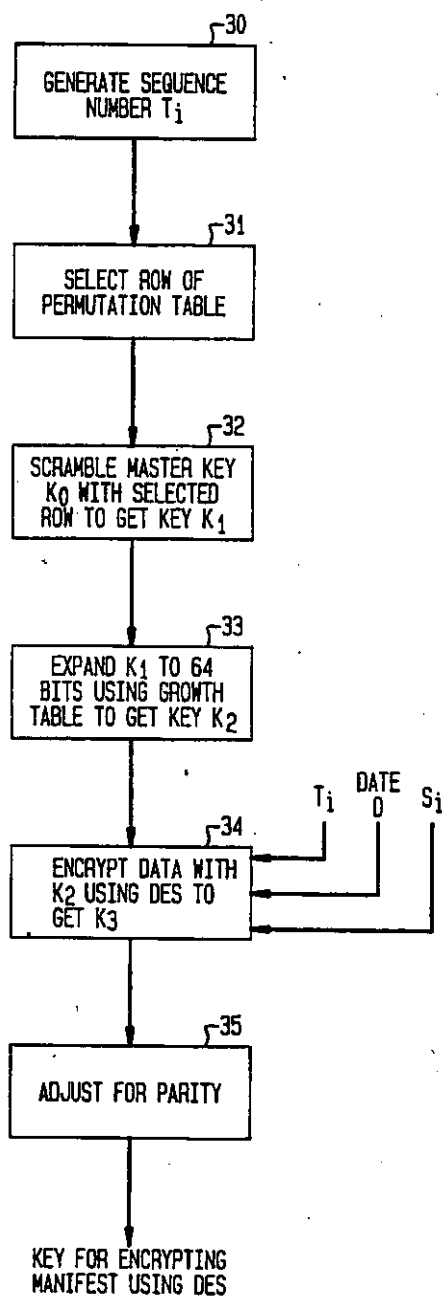 30
GENERATE SEQUENCE
NUMBER Ti
31
SELECT ROW OF
PERMUTATION TABLE
32
SCRAMBLE MASTER KEY
K0 WITH SELECTED
ROW TO GET KEY K1
33
EXPAND K1 TO 64
BITS USING GROWTH
TABLE TO GET KEY K2
Ti DATE D Si
34
ENCRYPT DATA WITH
K2 USING DES TO
GET K3
35
ADJUST FOR PARITY
KEY FOR ENCRYPTING
MANIFEST USING DES